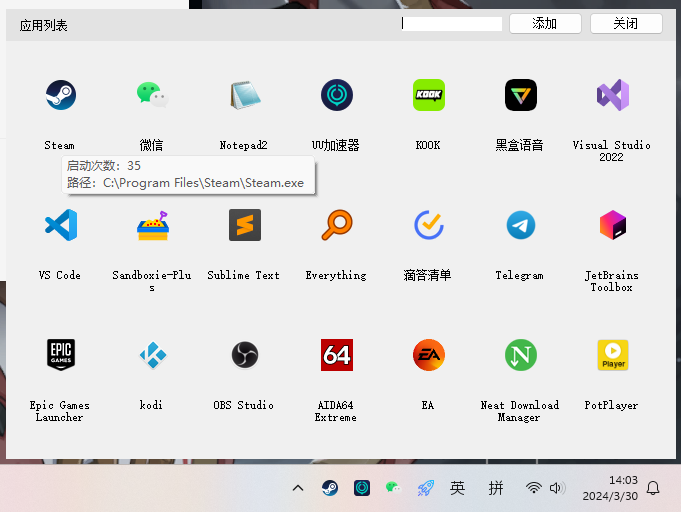 应用列表
添加
关闭
KOOK
Steam
微信
Notepad2
UU加速器
KOOK
黑盒语音
Visual Studio
2022
启动次数：35
路径：C:\Program Files\Steam\Steam.exe
VS Code
Sandboxie-Plu
s
Sublime Text
Everything
滴答清单
Telegram
JetBrains
Toolbox
EPIC
GAMES
64
EA
N
Player
Epic Games
Launcher
kodi
OBS Studio
AIDA64
Extreme
EA
Neat Download
Manager
PotPlayer
英
拼
14:03
2024/3/30